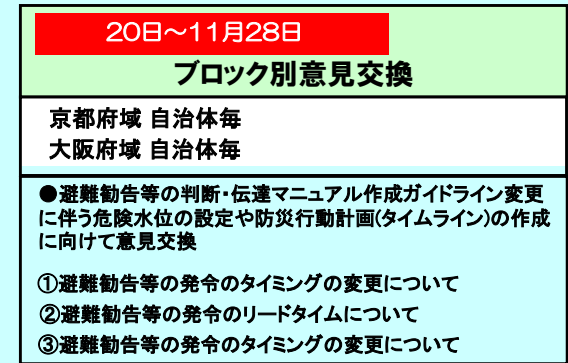 20日～11月28日
ブロック別意見交換
京都府域 自治体毎
大阪府域 自治体毎
●避難勧告等の判断・伝達マニュアル作成ガイドライン変更
に伴う危険水位の設定や防災行動計画(タイムライン)の作成
に向けて意見交換
①避難勧告等の発令のタイミングの変更について
②避難勧告等の発令のリードタイムについて
③避難勧告等の発令のタイミングの変更について